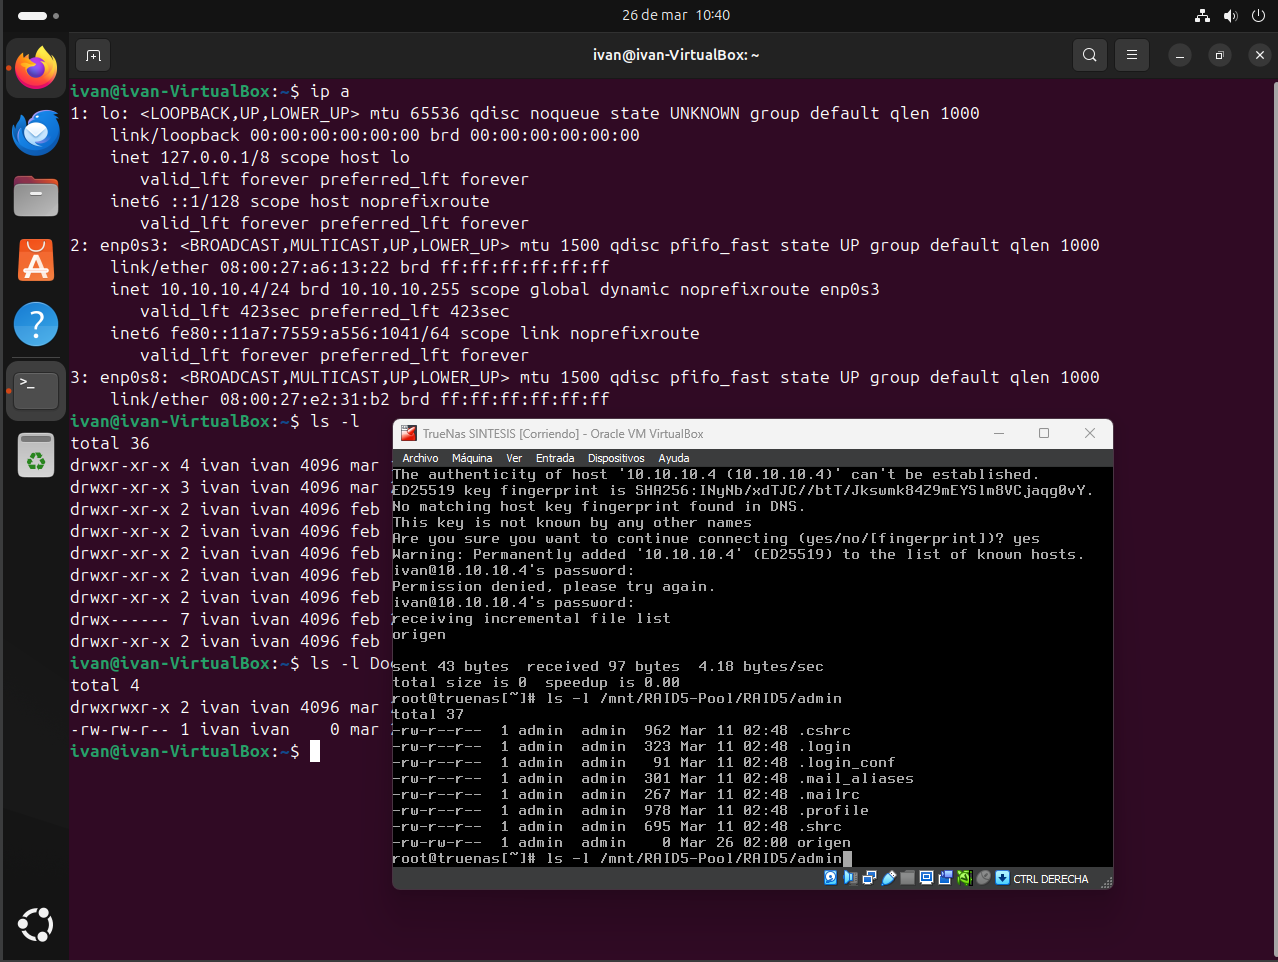 26 de mar 10:40
ivan@ivan-VirtualBox: ~
ivan@ivan-VirtualBox:~$ ip a
1: lo: <LOOPBACK,UP,LOWER_UP> mtu 65536 qdisc noqueue state UNKNOWN group default qlen 1000
link/loopback 00:00:00:00:00:00 brd 00:00:00:00:00:00
inet 127.0.0.1/8 scope host lo
valid_lft forever preferred_lft forever
inet6 ::1/128 scope host noprefixroute
valid_lft forever preferred_lft forever
2: enp0s3: <BROADCAST,MULTICAST,UP,LOWER_UP> mtu 1500 qdisc pfifo_fast state UP group default qlen 1000
link/ether 08:00:27:a6:13:22 brd ff:ff:ff:ff:ff:ff
inet 10.10.10.4/24 brd 10.10.10.255 scope global dynamic noprefixroute enp0s3
valid_lft 423sec preferred_lft 423sec
inet6 fe80::11a7:7559:a556:1041/64 scope link noprefixroute
valid_lft forever preferred_lft forever
3: enp0s8: <BROADCAST,MULTICAST,UP,LOWER_UP> mtu 1500 qdisc pfifo_fast state UP group default qlen 1000
link/ether 08:00:27:e2:31:b2 brd ff:ff:ff:ff:ff:ff
ivan@ivan-VirtualBox:~$ ls -l
total 36
drwxr-xr-x 4 ivan ivan 4096 mar
drwxr-xr-x 3 ivan ivan 4096 mar
drwxr-xr-x 2 ivan ivan 4096 feb
drwxr-xr-x 2 ivan ivan 4096 feb
drwxr-xr-x 2 ivan ivan 4096 feb
drwxr-xr-x 2 ivan ivan 4096 feb
drwxr-xr-x 2 ivan ivan 4096 feb
drwx------ 7 ivan ivan 4096 feb
drwxr-xr-x 2 ivan ivan 4096 feb
ivan@ivan-VirtualBox:~$ ls -l Do
total 4
drwxrwxr-x 2 ivan ivan 4096 mar
-rw-rw-r-- 1 ivan ivan 0 mar
ivan@ivan-VirtualBox:~$
TrueNas SINTESIS [Corriendo] - Oracle VM VirtualBox
Archivo Máquina Ver Entrada Dispositivos Ayuda
The authenticity of host '10.10.10.4 (10.10.10.4)' can't be established.
ED25519 key fingerprint is SHA256:INyNb/xdTJC//btT/Jkswmk84Z9mEYSlm8VCjaqg0vY.
No matching host key fingerprint found in DNS.
This key is not known by any other names
Are you sure you want to continue connecting (yes/no/[fingerprint])? yes
Warning: Permanently added '10.10.10.4' (ED25519) to the list of known hosts.
ivan@10.10.10.4's password:
Permission denied, please try again.
ivan@10.10.10.4's password:
receiving incremental file list
origen
sent 43 bytes received 97 bytes 4.18 bytes/sec
total size is 0 speedup is 0.00
root@truenas[~]# ls -l /mnt/RAID5-Pool/RAID5/admin
total 37
-rw-r--r-- 1 admin admin 962 Mar 11 02:48 .cshrc
-rw-r--r-- 1 admin admin 323 Mar 11 02:48 .login
-rw-r--r-- 1 admin admin 91 Mar 11 02:48 .login_conf
-rw-r--r-- 1 admin admin 301 Mar 11 02:48 .mail_aliases
-rw-r--r-- 1 admin admin 267 Mar 11 02:48 .mailrc
-rw-r--r-- 1 admin admin 978 Mar 11 02:48 .profile
-rw-r--r-- 1 admin admin 695 Mar 11 02:48 .shrc
-rw-rw-r-- 1 admin admin 0 Mar 26 02:00 origen
root@truenas[~]# ls -l /mnt/RAID5-Pool/RAID5/admin
CTRL DERECHA